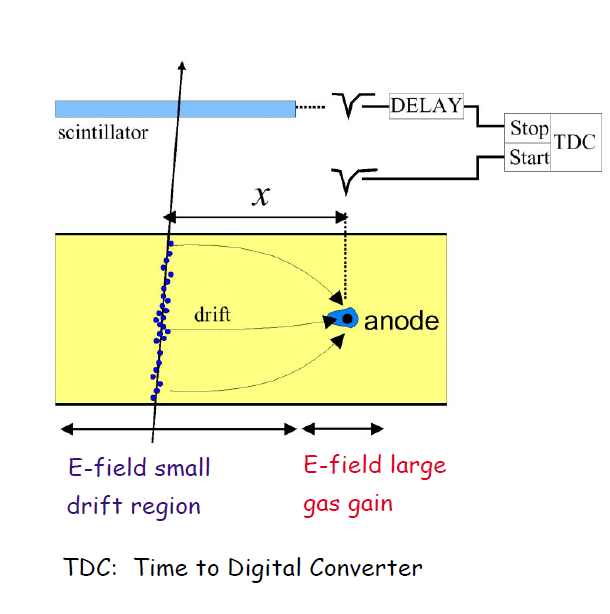 scintillator
DELAY
Stop
Start
TDC
x
drift
anode
E-field small
drift region
E-field large
gas gain
TDC: Time to Digital Converter